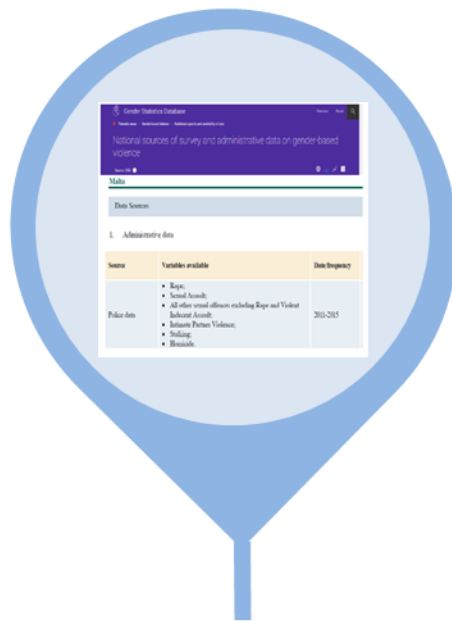 Gender Statistics Database
National sources of survey and administrative data on gender-based
violence
Malta
Data Sources
1. Administrative data
Source Variables available Date/frequency
• Rape;
• Sexual Assault;
• All other sexual offences excluding Rape and Violent
Indecent Assault;
Police data 2011-2015
• Intimate Partner Violence;
• Stalking;
• Homicide.